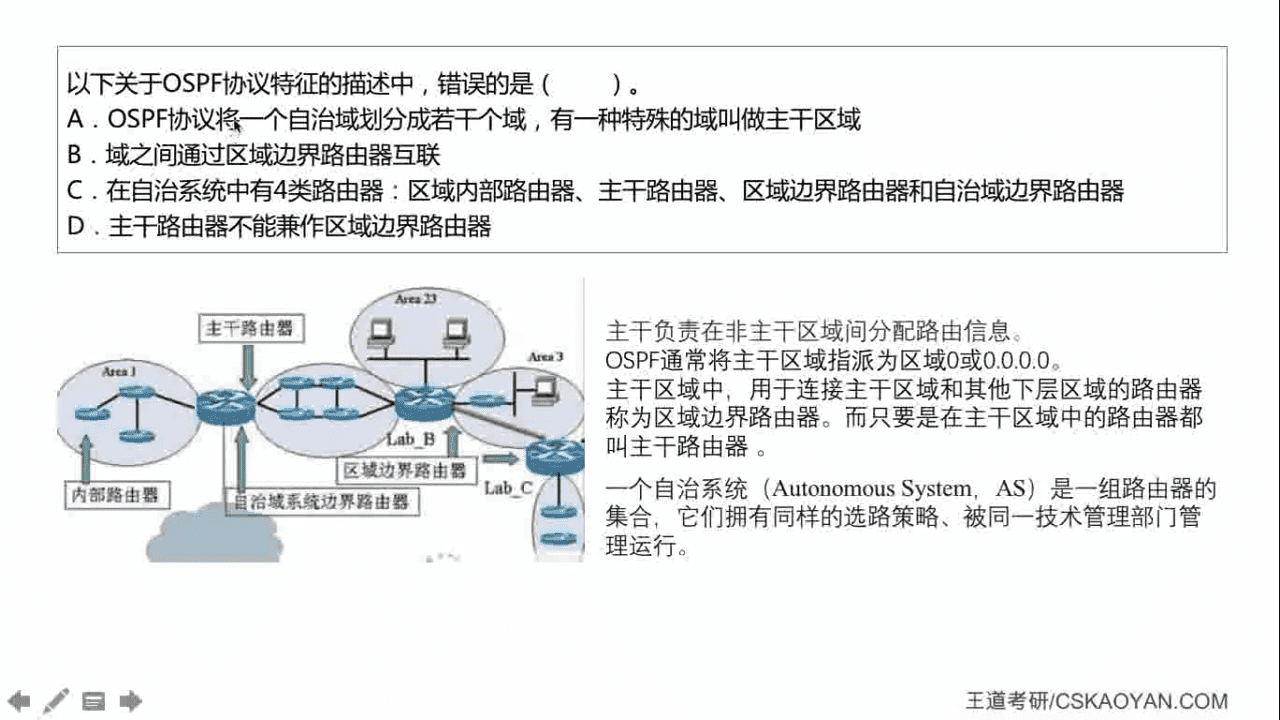 以下关于OSPF协议特征的描述中，错误的是（　　）。
A．OSPF协议将一个自治域划分成若干个域，有一种特殊的域叫做主干区域
B．域之间通过区域边界路由器互联
C．在自治系统中有4类路由器：区域内部路由器、主干路由器、区域边界路由器和自治域边界路由器
D．主干路由器不能兼作区域边界路由器
Area 23
主干路由器
Area 1
Area 3
Lab_B
区域边界路由器
Lab_C
内部路由器
自治域系统边界路由器
主干负责在非主干区域间分配路由信息。
OSPF通常将主干区域指派为区域0或0.0.0.0。
主干区域中，用于连接主干区域和其他下层区域的路由器
称为区域边界路由器。而只要是在主干区域中的路由器都
叫主干路由器 。
一个自治系统（Autonomous System，AS）是一组路由器的
集合，它们拥有同样的选路策略、被同一技术管理部门管
理运行。
王道考研/CSKAOYAN.COM